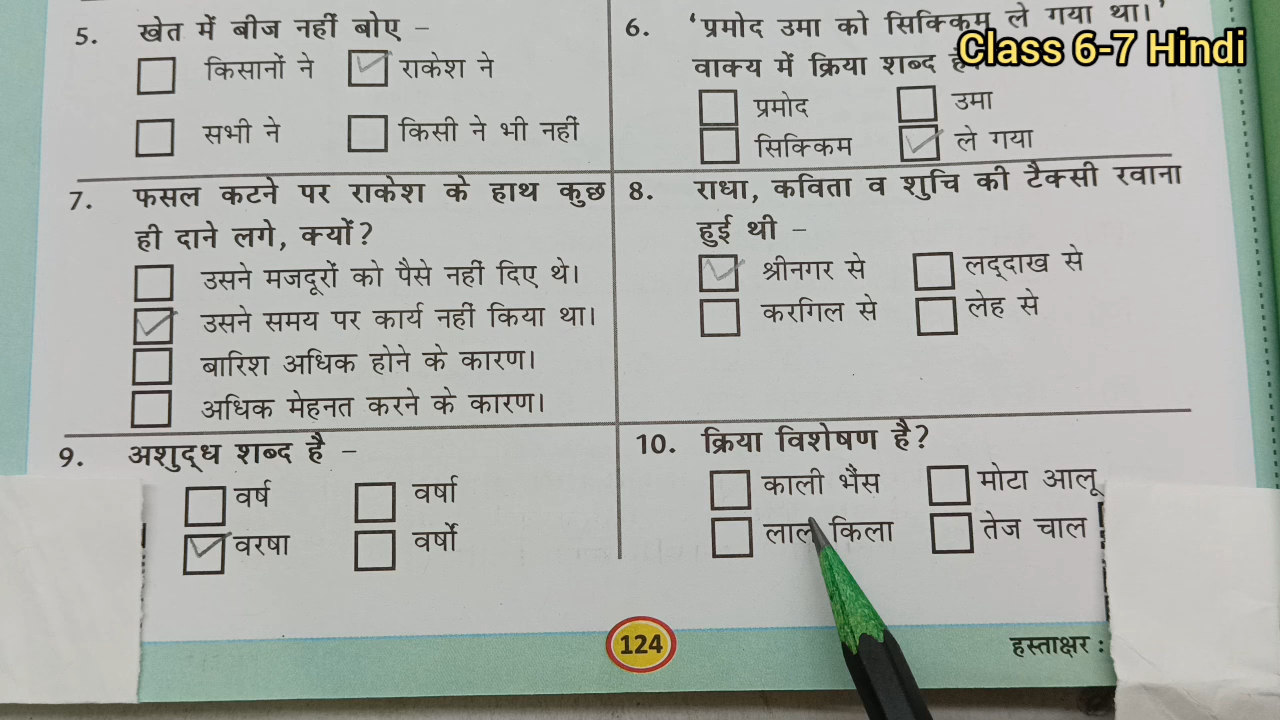 5. खेत में बीज नहीं बोए –
किसानों ने राकेश ने
सभी ने किसी ने भी नहीं
6. 'प्रमोद उमा को सिक्किम ले गया था।'
वाक्य में क्रिया शब्द है
Class 6-7 Hindi
प्रमोद उमा
सिक्किम ले गया
7. फसल कटने पर राकेश के हाथ कुछ
ही दाने लगे, क्यों?
उसने मजदूरों को पैसे नहीं दिए थे।
उसने समय पर कार्य नहीं किया था।
बारिश अधिक होने के कारण।
अधिक मेहनत करने के कारण।
8. राधा, कविता व शुचि की टैक्सी रवाना
हुई थी –
श्रीनगर से लद्दाख से
करगिल से लेह से
9. अशुद्ध शब्द है –
वर्ष वर्षा
वरषा वर्षो
10. क्रिया विशेषण है?
काली भैंस मोटा आलू
लाल किला तेज चाल
124
हस्ताक्षर :